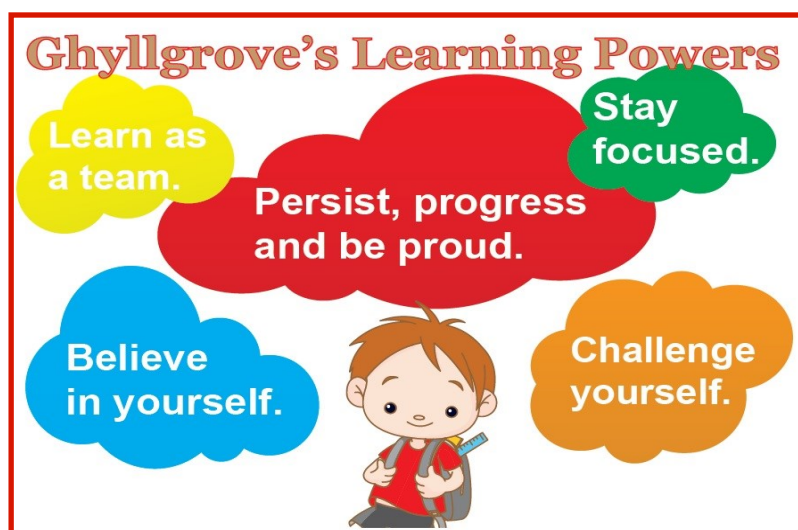 Ghyllgrove's Learning Powers
Learn as
a team.
Persist, progress
and be proud.
Stay
focused.
Believe
in yourself.
Challenge
yourself.